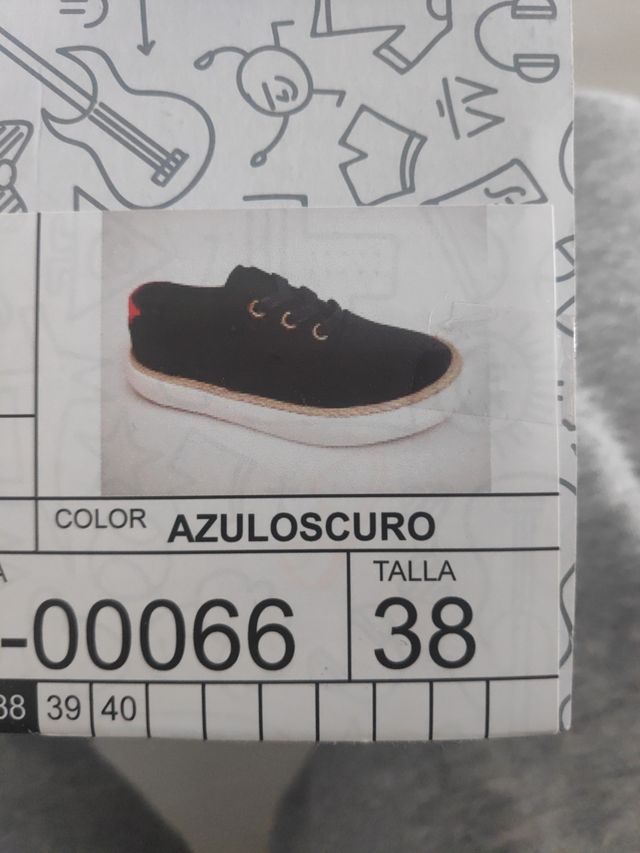 COLOR AZULOSCURO
TALLA
-00066 38
38 39 40